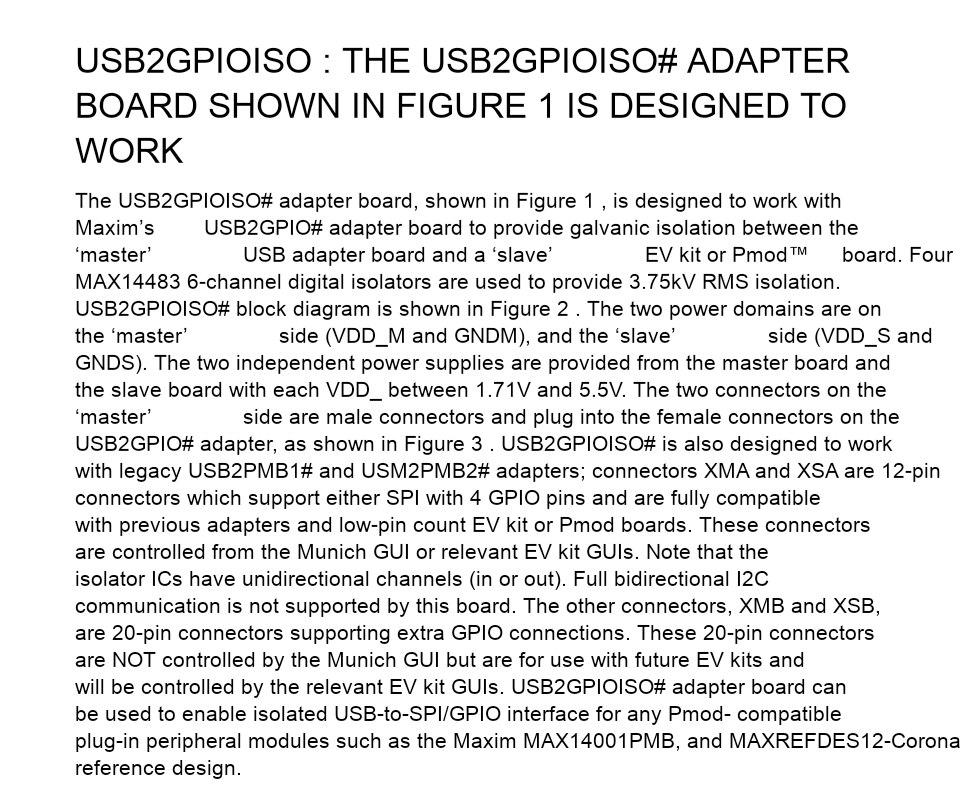 USB2GPIOISO : THE USB2GPIOISO# ADAPTER
BOARD SHOWN IN FIGURE 1 IS DESIGNED TO
WORK
The USB2GPIOISO# adapter board, shown in Figure 1 , is designed to work with
Maxim’s USB2GPIO# adapter board to provide galvanic isolation between the
‘master’ USB adapter board and a ‘slave’ EV kit or Pmod™ board. Four
MAX14483 6-channel digital isolators are used to provide 3.75kV RMS isolation.
USB2GPIOISO# block diagram is shown in Figure 2 . The two power domains are on
the ‘master’ side (VDD_M and GNDM), and the ‘slave’ side (VDD_S and
GNDS). The two independent power supplies are provided from the master board and
the slave board with each VDD_ between 1.71V and 5.5V. The two connectors on the
‘master’ side are male connectors and plug into the female connectors on the
USB2GPIO# adapter, as shown in Figure 3 . USB2GPIOISO# is also designed to work
with legacy USB2PMB1# and USM2PMB2# adapters; connectors XMA and XSA are 12-pin
connectors which support either SPI with 4 GPIO pins and are fully compatible
with previous adapters and low-pin count EV kit or Pmod boards. These connectors
are controlled from the Munich GUI or relevant EV kit GUIs. Note that the
isolator ICs have unidirectional channels (in or out). Full bidirectional I2C
communication is not supported by this board. The other connectors, XMB and XSB,
are 20-pin connectors supporting extra GPIO connections. These 20-pin connectors
are NOT controlled by the Munich GUI but are for use with future EV kits and
will be controlled by the relevant EV kit GUIs. USB2GPIOISO# adapter board can
be used to enable isolated USB-to-SPI/GPIO interface for any Pmod- compatible
plug-in peripheral modules such as the Maxim MAX14001PMB, and MAXREFDES12-Corona
reference design.